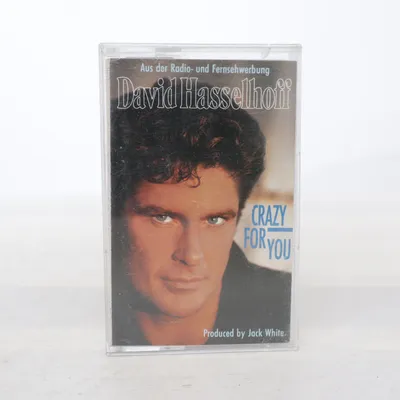 Aus der Radio- und Fernsehwerbung
David Hasselhoff
CRAZY
FOR
YOU
Produced by Jack White